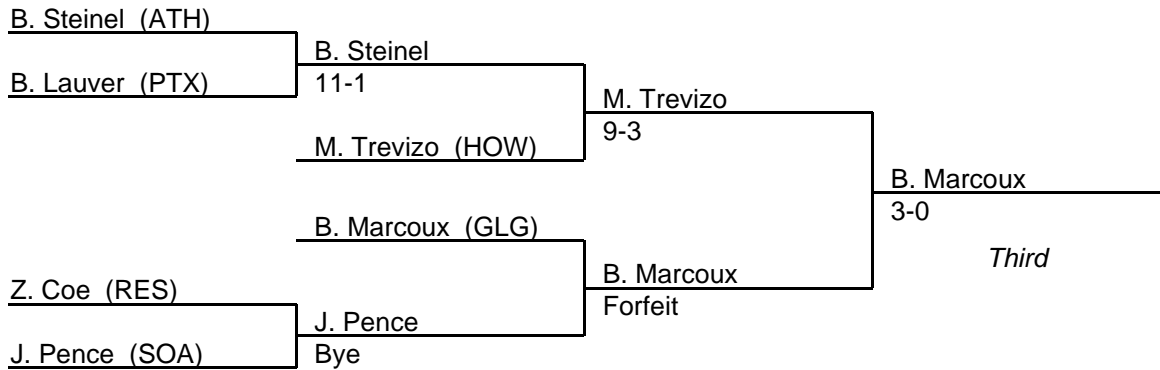 B. Steinel (ATH)
B. Steinel
B. Lauver (PTX)
11-1
M. Trevizo
9-3
M. Trevizo (HOW)
B. Marcoux
3-0
B. Marcoux (GLG)
Third
B. Marcoux
Z. Coe (RES)
Forfeit
J. Pence
J. Pence (SOA)
Bye